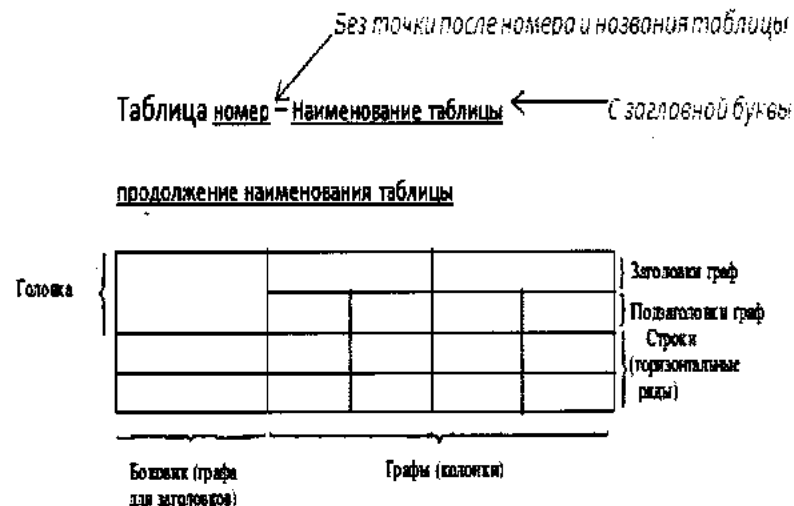 Без точки после номера и названия таблицы
Таблица номер – Наименование таблицы
С заглавной буквы
продолжение наименования таблицы
Головка
Заголовки граф
Подзаголовки граф
Строки
(горизонтальные
ряды)
Боковик (графа
для заголовков)
Графы (колонки)